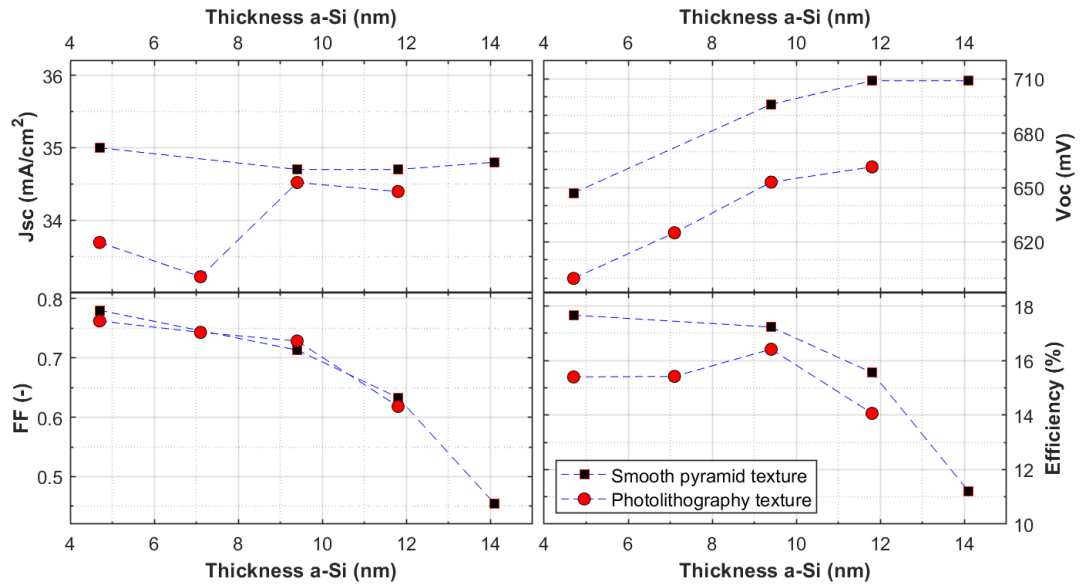 Thickness a-Si (nm)
Thickness a-Si (nm)
4 6 8 10 12 14
4 6 8 10 12 14
36
35
34
Jsc (mA/cm²)
710
680
650
620
Voc (mV)
0.8
0.7
0.6
0.5
FF (-)
18
16
14
12
11
10
Efficiency (%)
Smooth pyramid texture
Photolithography texture
4 6 8 10 12 14
4 6 8 10 12 14
Thickness a-Si (nm)
Thickness a-Si (nm)